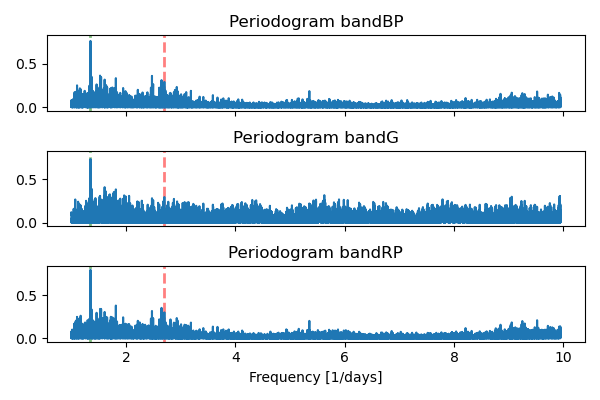 Periodogram bandBP
0.5
0.0
Periodogram bandG
0.5
0.0
Periodogram bandRP
0.5
0.0
2 4 6 8 10
Frequency [1/days]